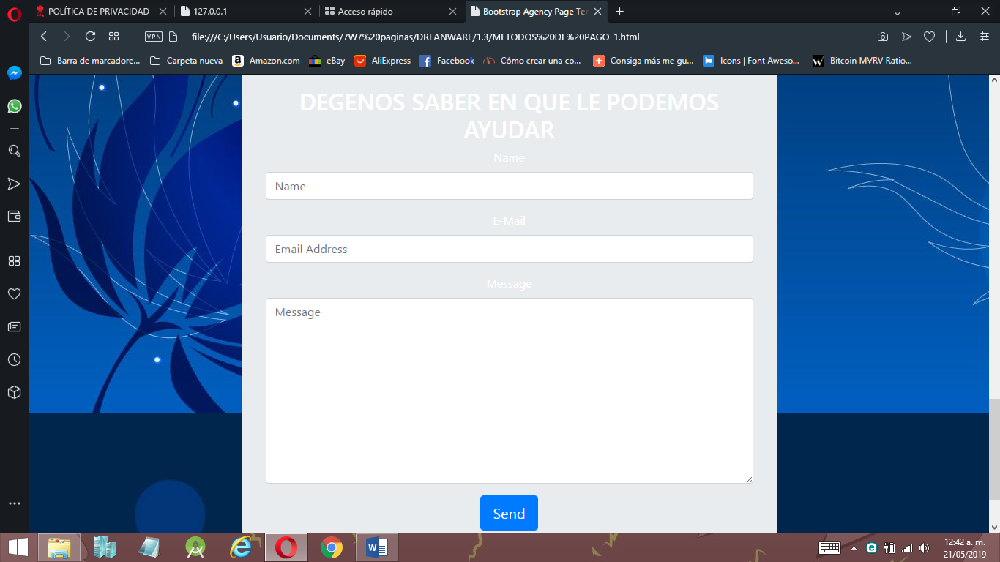 POLÍTICA DE PRIVACIDAD
127.0.0.1
Acceso rápido
Bootstrap Agency Page Ter
VPN
file:///C:/Users/Usuario/Documents/7W7%20paginas/DREANWARE/1.3/METODOS%20DE%20PAGO-1.html
Barra de marcadore...
Carpeta nueva
Amazon.com
eBay
AliExpress
Facebook
Cómo crear una co...
Consiga más me gu...
Icons | Font Aweso...
Bitcoin MVRV Ratio...
DEGENOS SABER EN QUE LE PODEMOS
AYUDAR
Name
Name
E-Mail
Email Address
Message
Message
Send
12:42 a. m.
21/05/2019